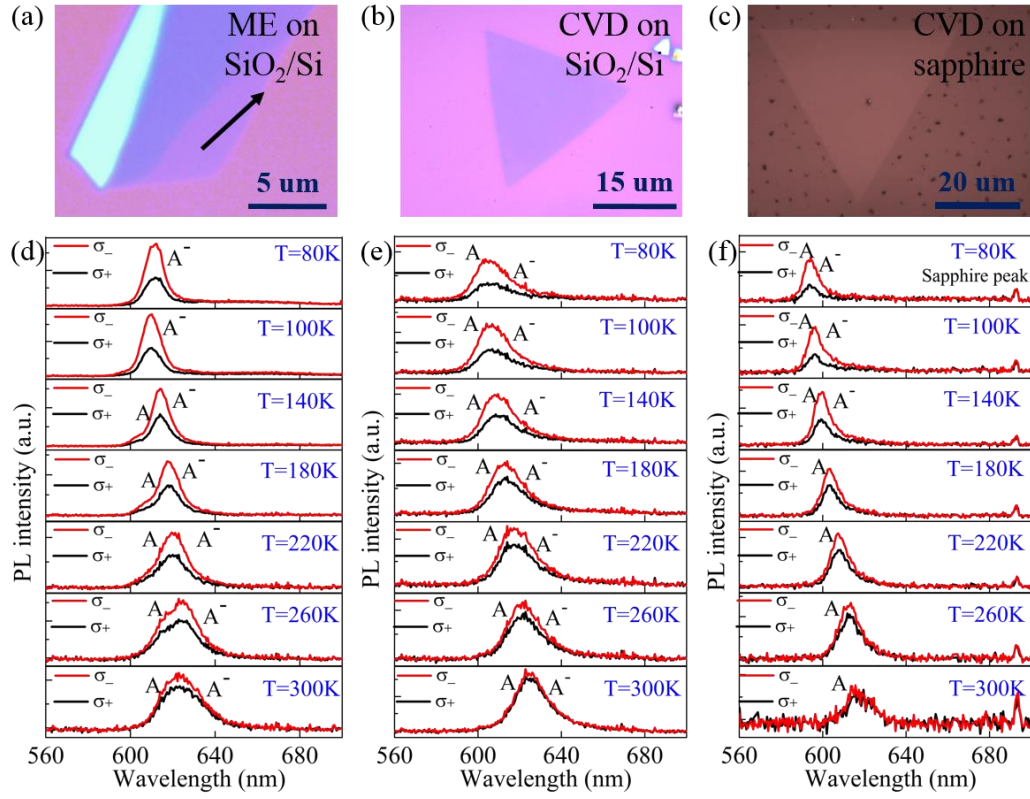 (a)
ME on
SiO₂/Si
5 um
(b)
CVD on
SiO₂/Si
15 um
(c)
CVD on
sapphire
20 um
(d)
PL intensity (a.u.)
σ₋
σ₊
A⁻
T=80K
σ₋
σ₊
A⁻
T=100K
σ₋
σ₊
A
A⁻
T=140K
σ₋
σ₊
A
A⁻
T=180K
σ₋
σ₊
A
A⁻
T=220K
σ₋
σ₊
A
A⁻
T=260K
σ₋
σ₊
A
A⁻
T=300K
560 600 640 680
Wavelength (nm)
(e)
PL intensity (a.u.)
σ₋
σ₊
A
A⁻
T=80K
σ₋
σ₊
A
A⁻
T=100K
σ₋
σ₊
A
A⁻
T=140K
σ₋
σ₊
A
A⁻
T=180K
σ₋
σ₊
A
A⁻
T=220K
σ₋
σ₊
A
A⁻
T=260K
σ₋
σ₊
A
A⁻
T=300K
560 600 640 680
Wavelength (nm)
(f)
PL intensity (a.u.)
σ₋
σ₊
A
A⁻
T=80K
Sapphire peak
σ₋
σ₊
A
A⁻
T=100K
σ₋
σ₊
A
A⁻
T=140K
σ₋
σ₊
A
T=180K
σ₋
σ₊
A
T=220K
σ₋
σ₊
T=260K
σ₋
σ₊
T=300K
560 600 640 680
Wavelength (nm)